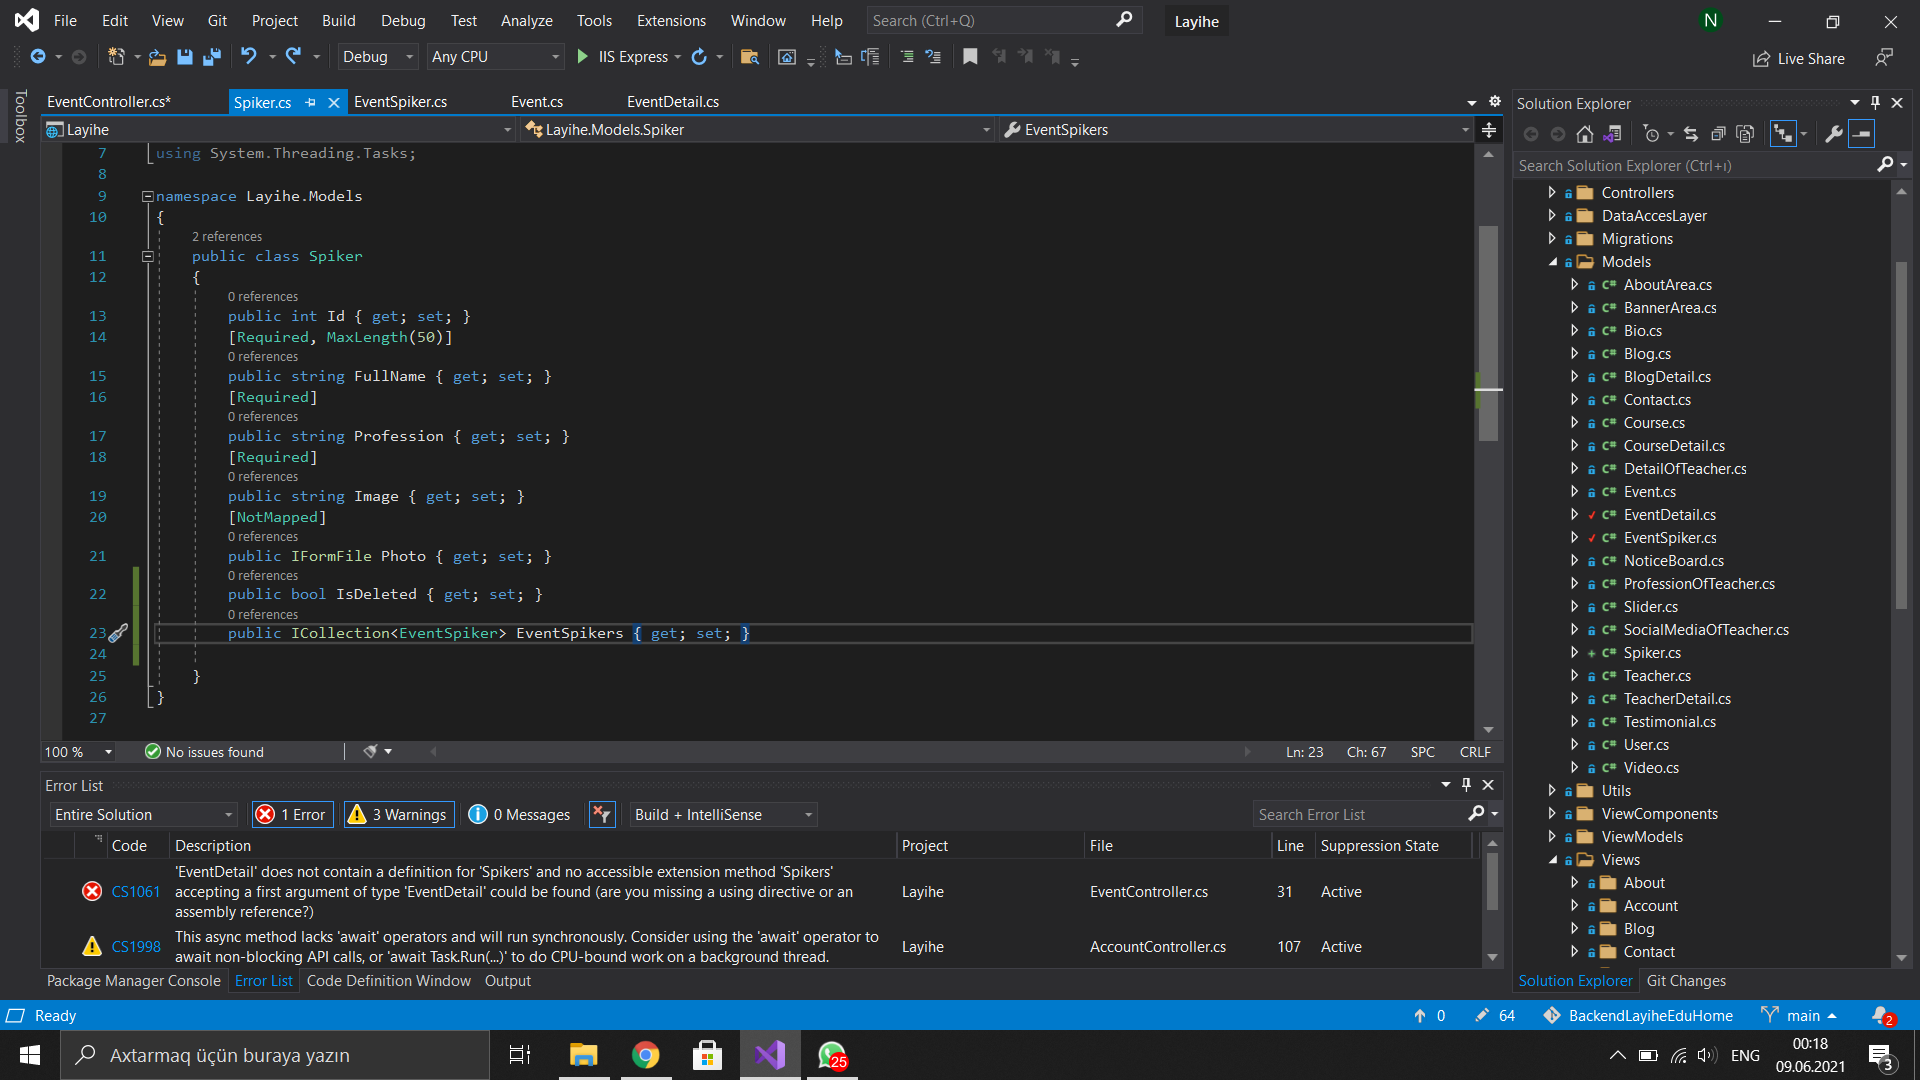 File Edit View Git Project Build Debug Test Analyze Tools Extensions Window Help Search (Ctrl+Q) Layihe N
Debug Any CPU IIS Express Live Share
Toolbox
EventController.cs* Spiker.cs EventSpiker.cs Event.cs EventDetail.cs
Layihe Layihe.Models.Spiker EventSpikers
7 using System.Threading.Tasks;
8
9 namespace Layihe.Models
10 {
2 references
11 public class Spiker
12 {
0 references
13 public int Id { get; set; }
14 [Required, MaxLength(50)]
0 references
15 public string FullName { get; set; }
16 [Required]
0 references
17 public string Profession { get; set; }
18 [Required]
0 references
19 public string Image { get; set; }
20 [NotMapped]
0 references
21 public IFormFile Photo { get; set; }
0 references
22 public bool IsDeleted { get; set; }
0 references
23 public ICollection<EventSpiker> EventSpikers { get; set; }
24
25 }
26 }
27
100 % No issues found Ln: 23 Ch: 67 SPC CRLF
Error List
Entire Solution 1 Error 3 Warnings 0 Messages Build + IntelliSense Search Error List
Code Description Project File Line Suppression State
CS1061 'EventDetail' does not contain a definition for 'Spikers' and no accessible extension method 'Spikers'
accepting a first argument of type 'EventDetail' could be found (are you missing a using directive or an
assembly reference?) Layihe EventController.cs 31 Active
CS1998 This async method lacks 'await' operators and will run synchronously. Consider using the 'await' operator to
await non-blocking API calls, or 'await Task.Run(...)' to do CPU-bound work on a background thread. Layihe AccountController.cs 107 Active
Package Manager Console Error List Code Definition Window Output
Solution Explorer
Search Solution Explorer (Ctrl+ı)
Controllers
DataAccesLayer
Migrations
Models
C# AboutArea.cs
C# BannerArea.cs
C# Bio.cs
C# Blog.cs
C# BlogDetail.cs
C# Contact.cs
C# Course.cs
C# CourseDetail.cs
C# DetailOfTeacher.cs
C# Event.cs
C# EventDetail.cs
C# EventSpiker.cs
C# NoticeBoard.cs
C# ProfessionOfTeacher.cs
C# Slider.cs
C# SocialMediaOfTeacher.cs
C# Spiker.cs
C# Teacher.cs
C# TeacherDetail.cs
C# Testimonial.cs
C# User.cs
C# Video.cs
Utils
ViewComponents
ViewModels
Views
About
Account
Blog
Contact
Solution Explorer Git Changes
Ready 0 64 BackendLayiheEduHome main 2
Axtarmaq üçün buraya yazın 25 ENG 00:18
09.06.2021 3